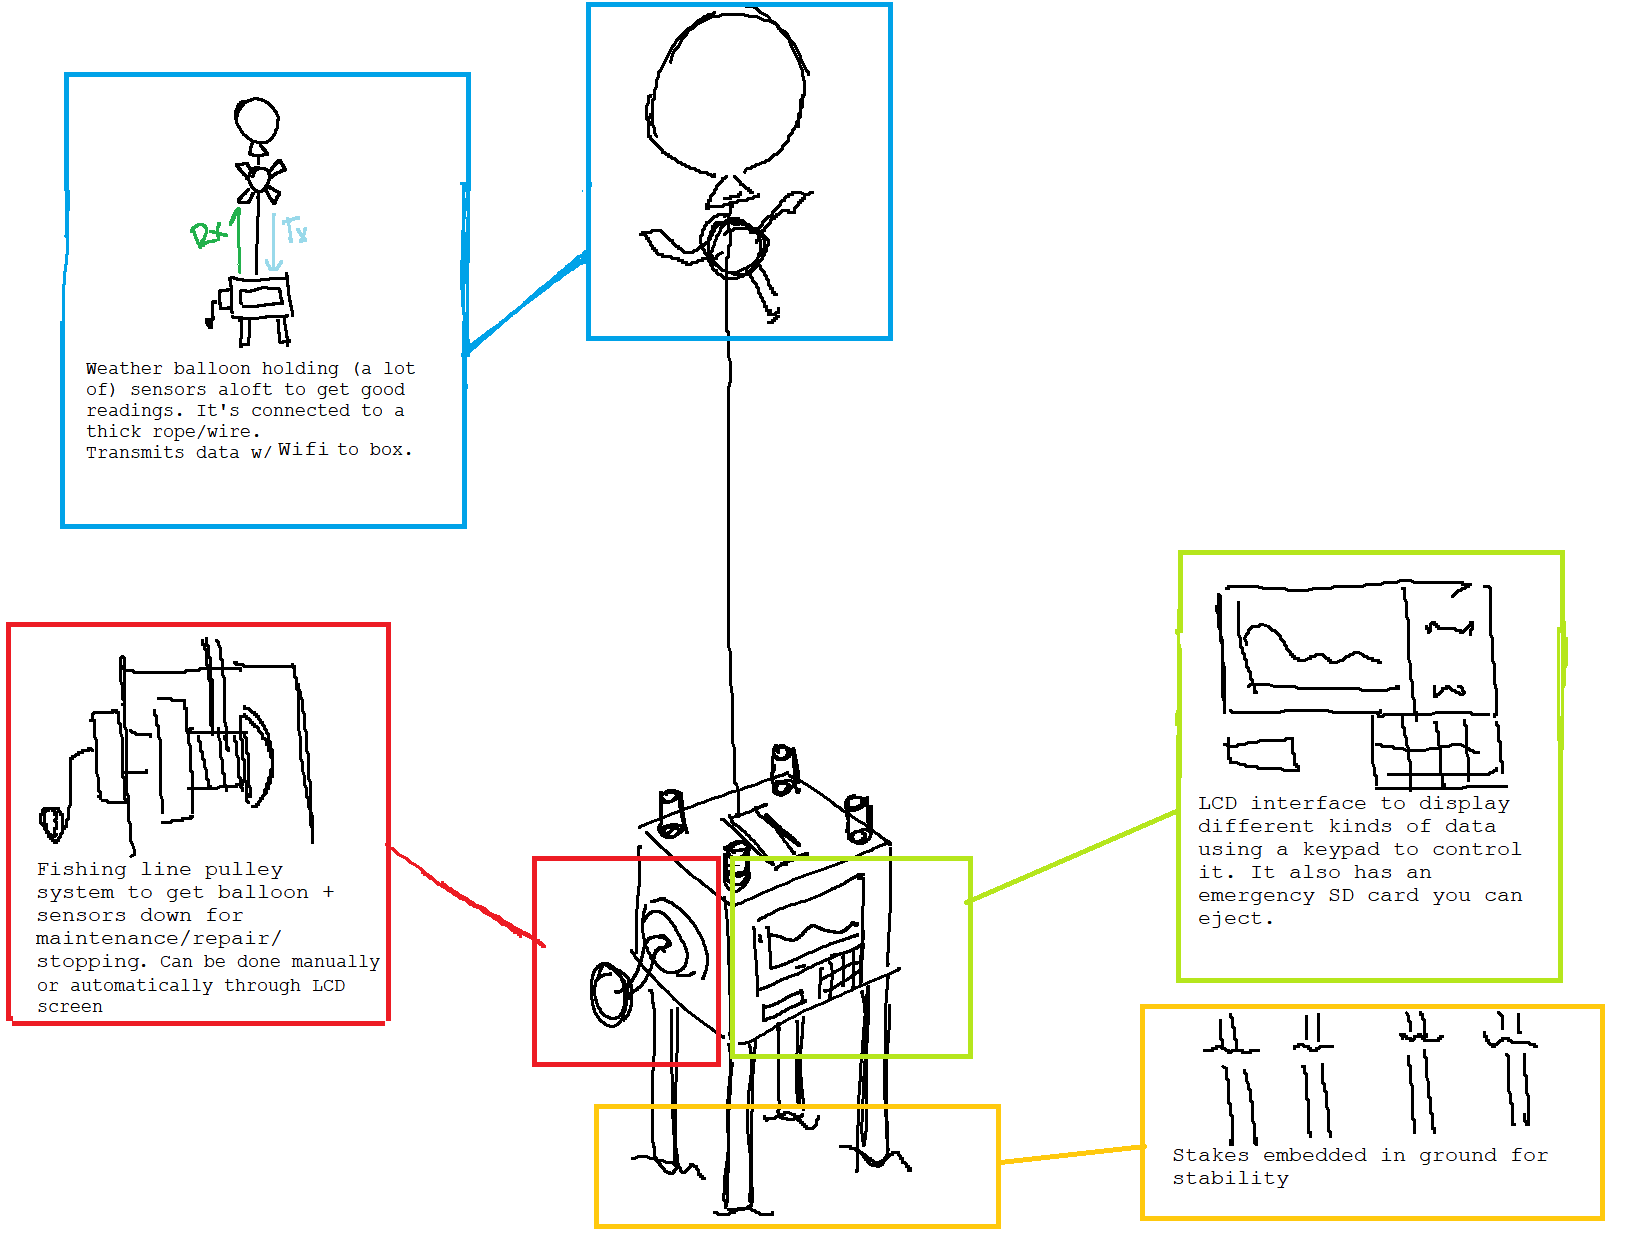 Rx
Tx
Weather balloon holding (a lot
of) sensors aloft to get good
readings. It's connected to a
thick rope/wire.
Transmits data w/ Wifi to box.
Fishing line pulley
system to get balloon +
sensors down for
maintenance/repair/
stopping. Can be done manually
or automatically through LCD
screen
LCD interface to display
different kinds of data
using a keypad to control
it. It also has an
emergency SD card you can
eject.
Stakes embedded in ground for
stability